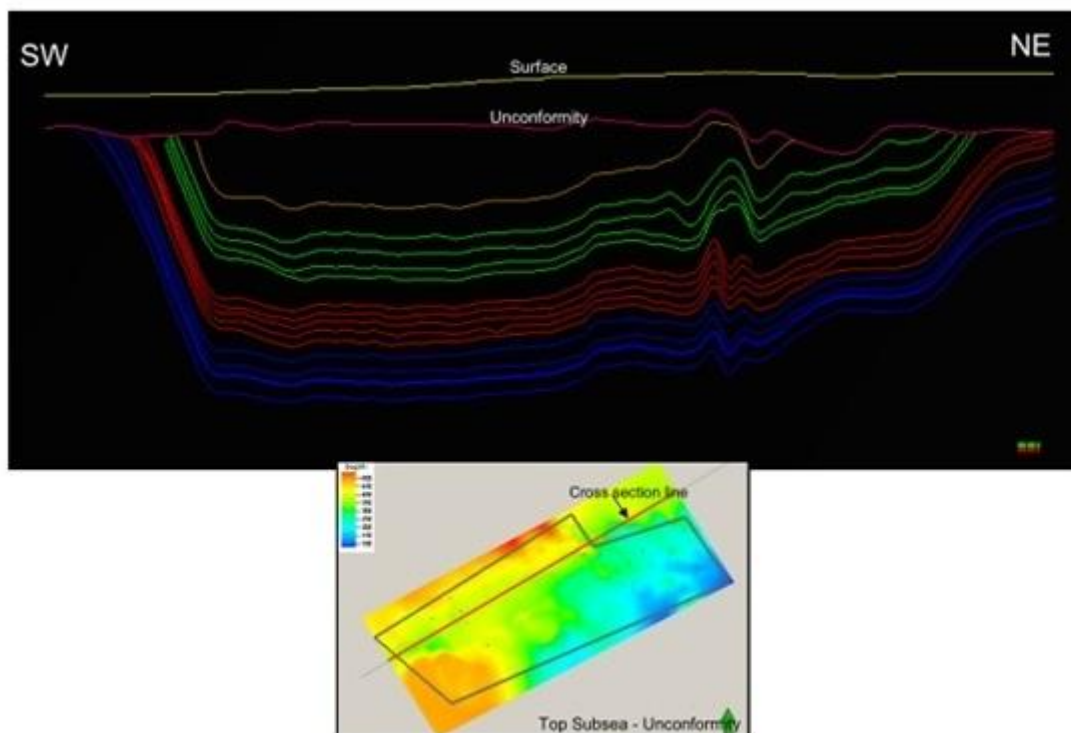 SW
NE
Surface
Unconformity
Cross section line
Top Subsea - Unconformity